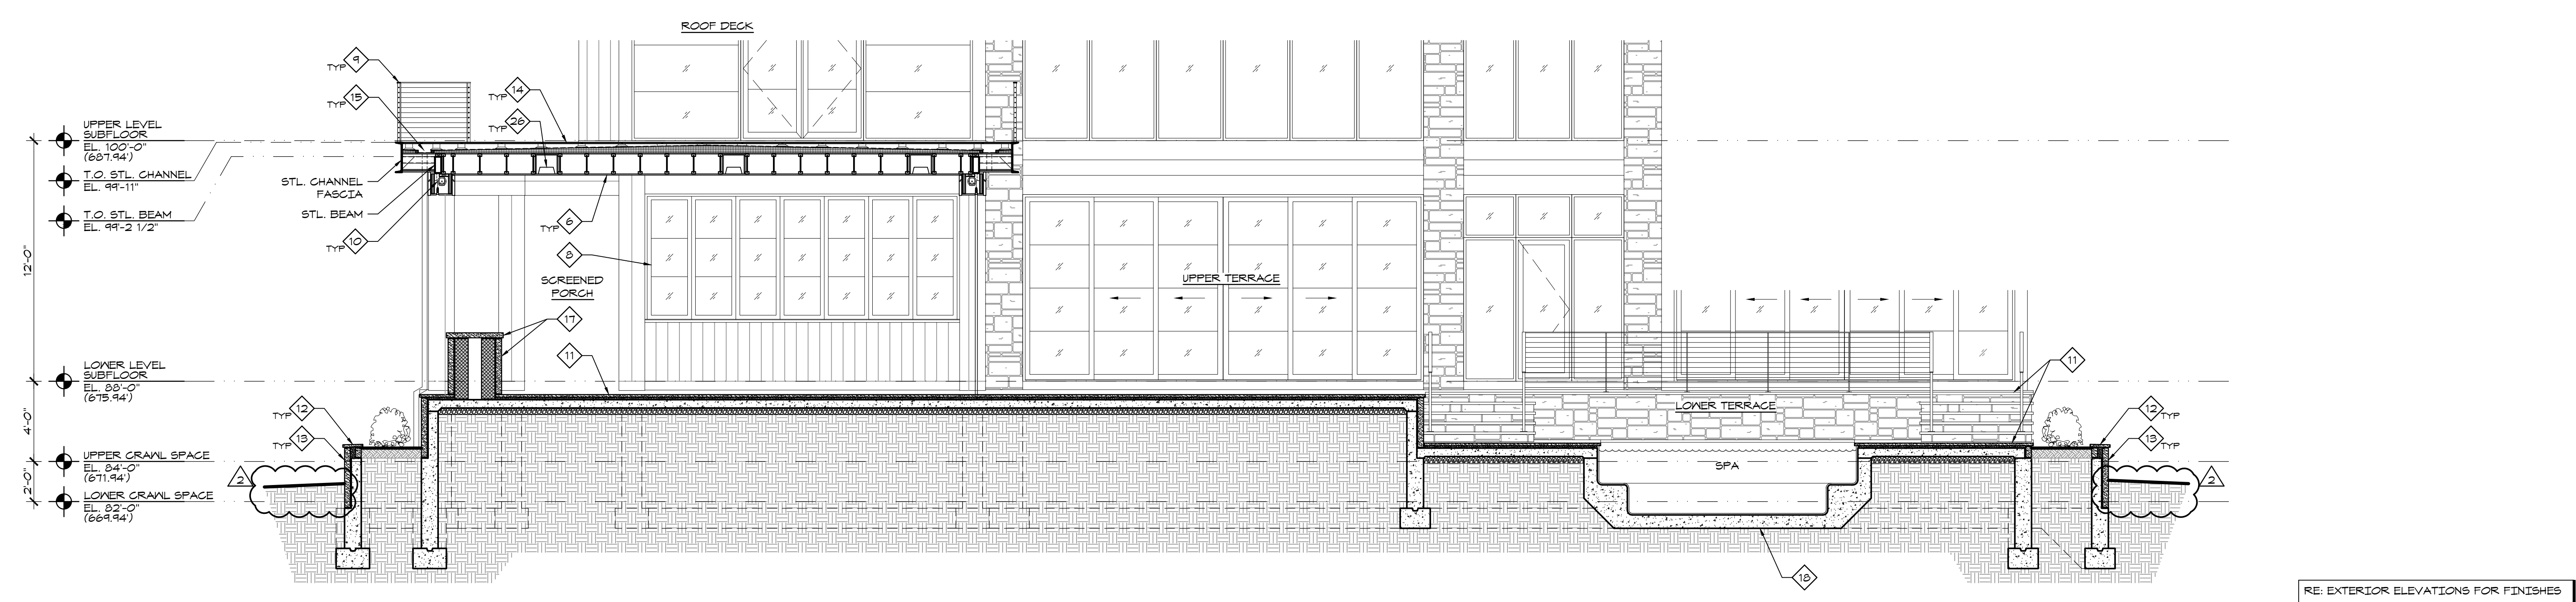 ROOF DECK
TYP 9
TYP 15
TYP 14
TYP 26
UPPER LEVEL
SUBFLOOR
EL. 100'-0"
(687.94')
T.O. STL. CHANNEL
EL. 99'-11"
T.O. STL. BEAM
EL. 99'-2 1/2"
STL. CHANNEL
FASCIA
STL. BEAM
TYP 10
TYP 6
8
12'-0"
SCREENED
PORCH
17
11
UPPER TERRACE
LOWER LEVEL
SUBFLOOR
EL. 88'-0"
(675.94')
4'-0"
TYP 12
TYP 13
UPPER CRAWL SPACE
EL. 84'-0"
(671.94')
2'-0"
LOWER CRAWL SPACE
EL. 82'-0"
(669.94')
2
LOWER TERRACE
SPA
11
12 TYP
13 TYP
2
18
RE: EXTERIOR ELEVATIONS FOR FINISHES